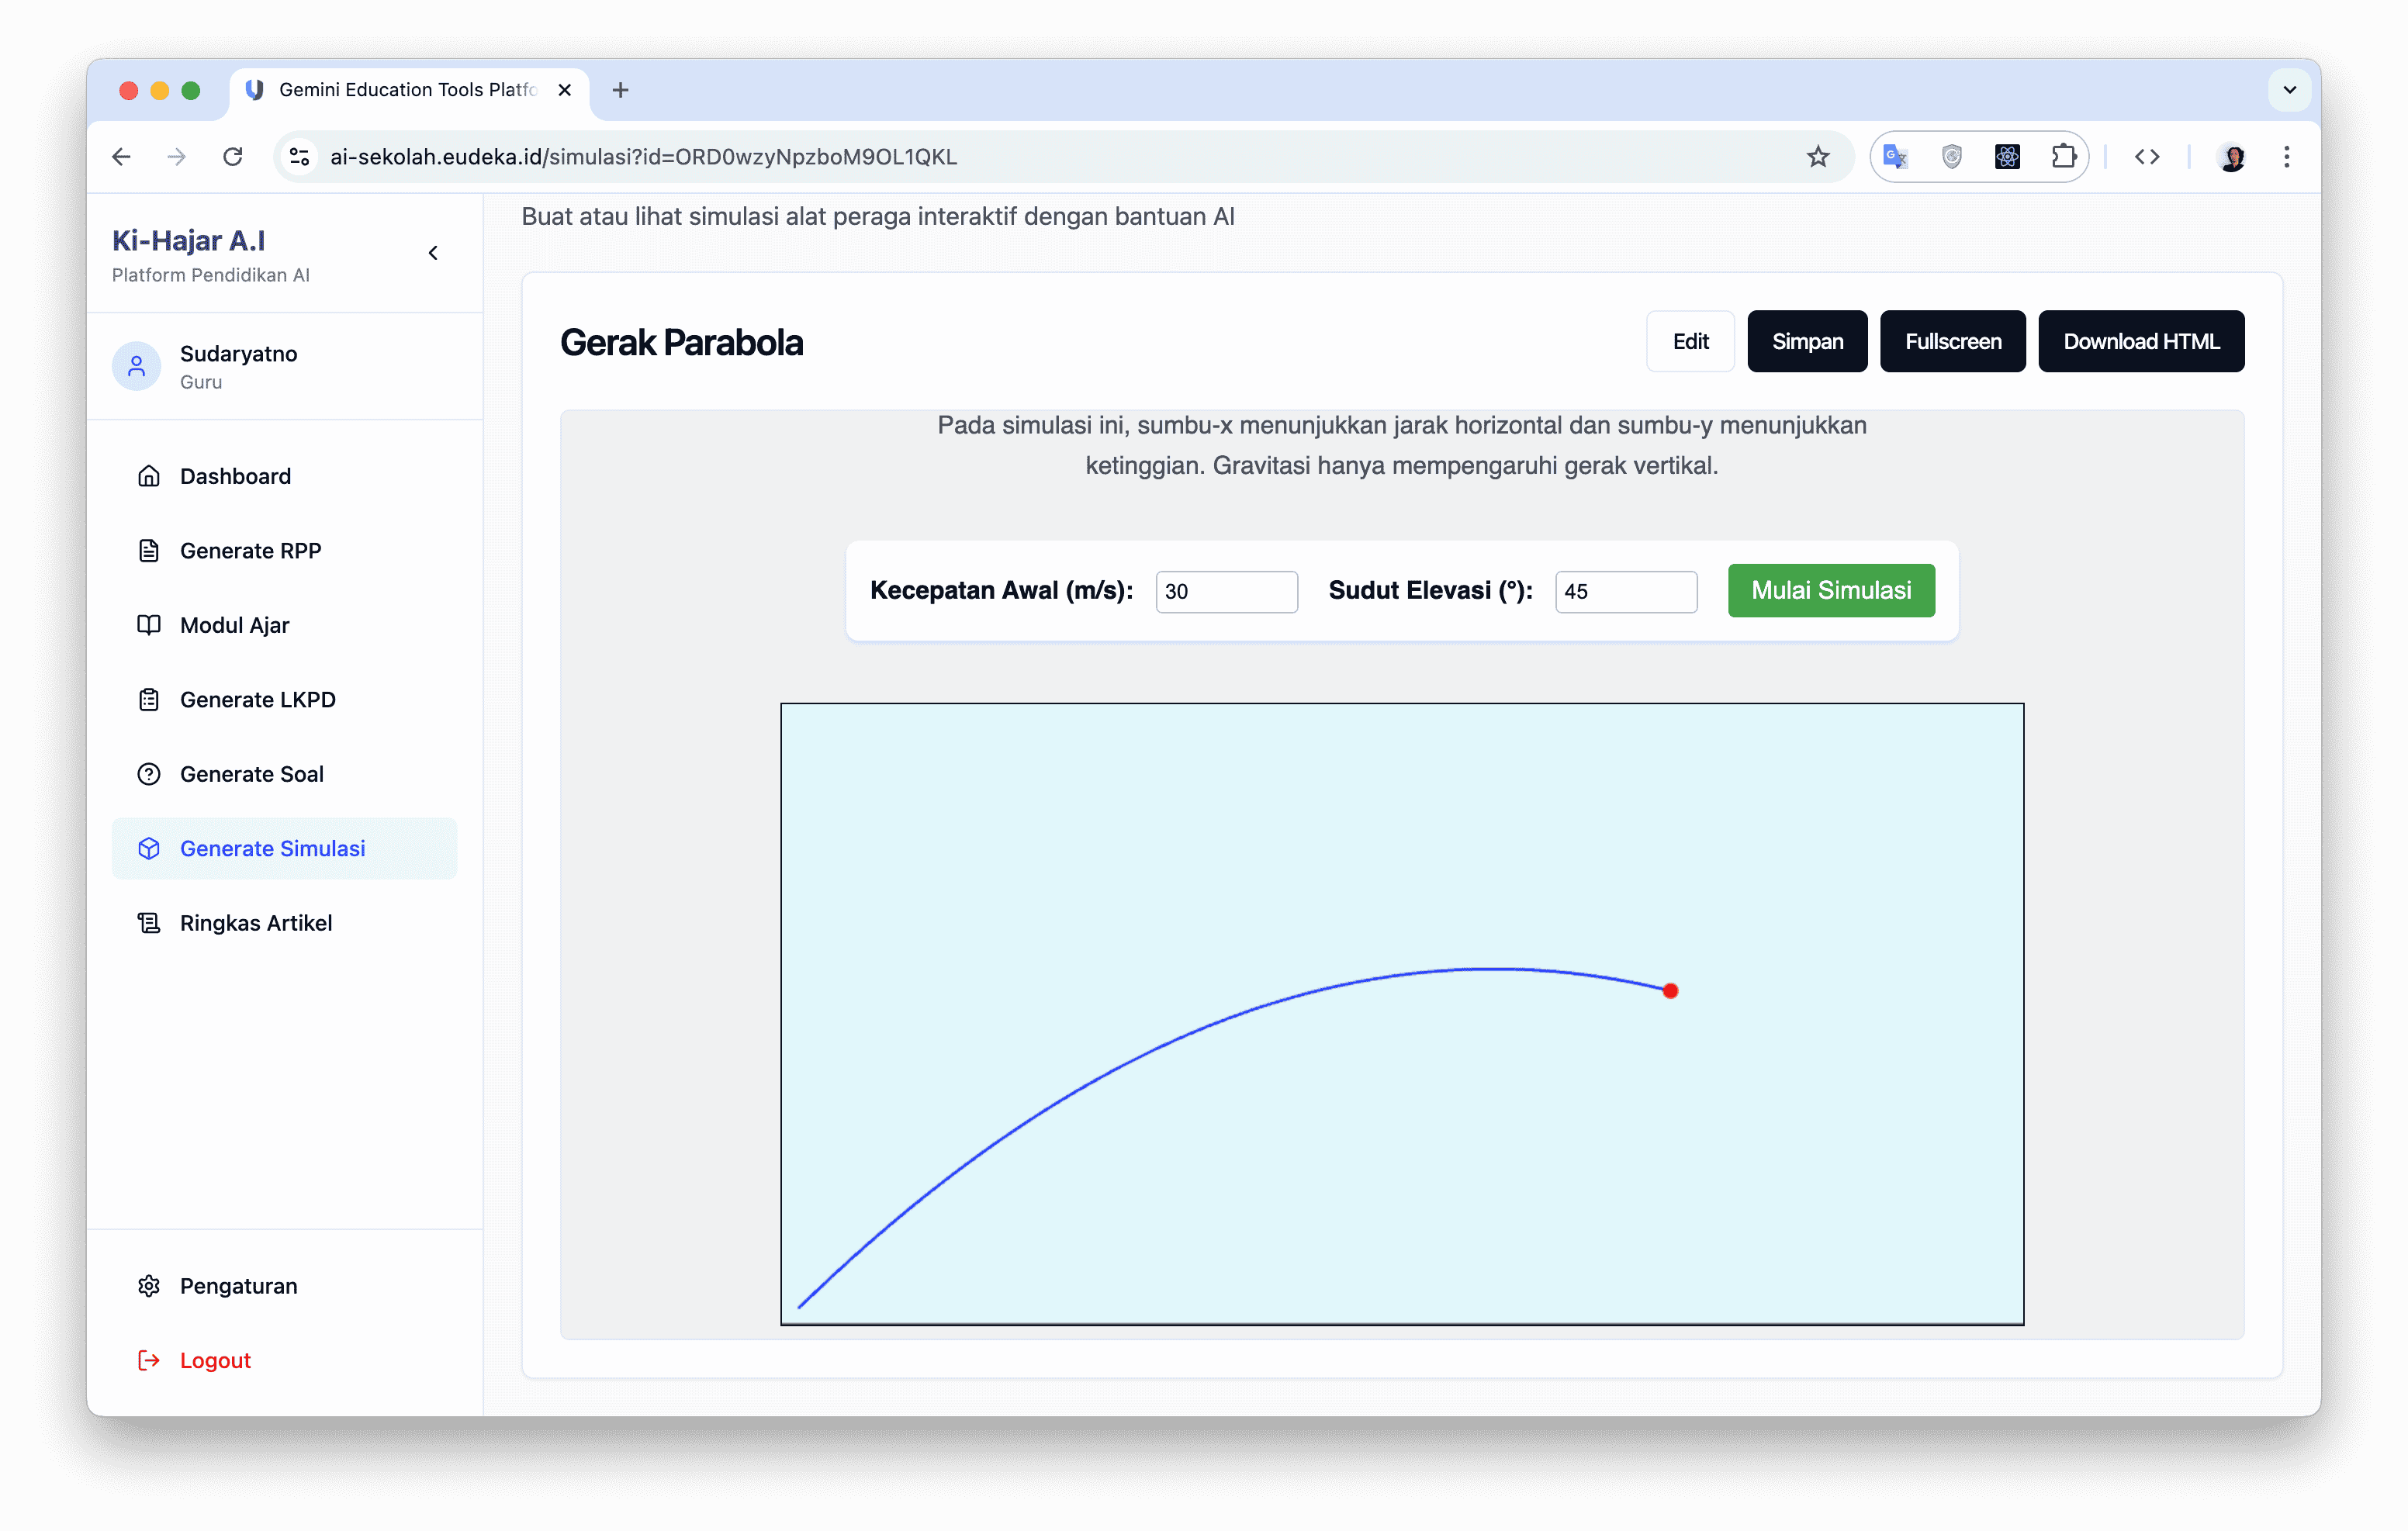 Gemini Education Tools Platfo
ai-sekolah.eudeka.id/simulasi?id=ORD0wzyNpzboM9OL1QKL
Ki-Hajar A.I
Platform Pendidikan AI
Sudaryatno
Guru
Dashboard
Generate RPP
Modul Ajar
Generate LKPD
Generate Soal
Generate Simulasi
Ringkas Artikel
Pengaturan
Logout
Buat atau lihat simulasi alat peraga interaktif dengan bantuan AI
Gerak Parabola
Edit
Simpan
Fullscreen
Download HTML
Pada simulasi ini, sumbu-x menunjukkan jarak horizontal dan sumbu-y menunjukkan
ketinggian. Gravitasi hanya mempengaruhi gerak vertikal.
Kecepatan Awal (m/s): 30 Sudut Elevasi (°): 45 Mulai Simulasi